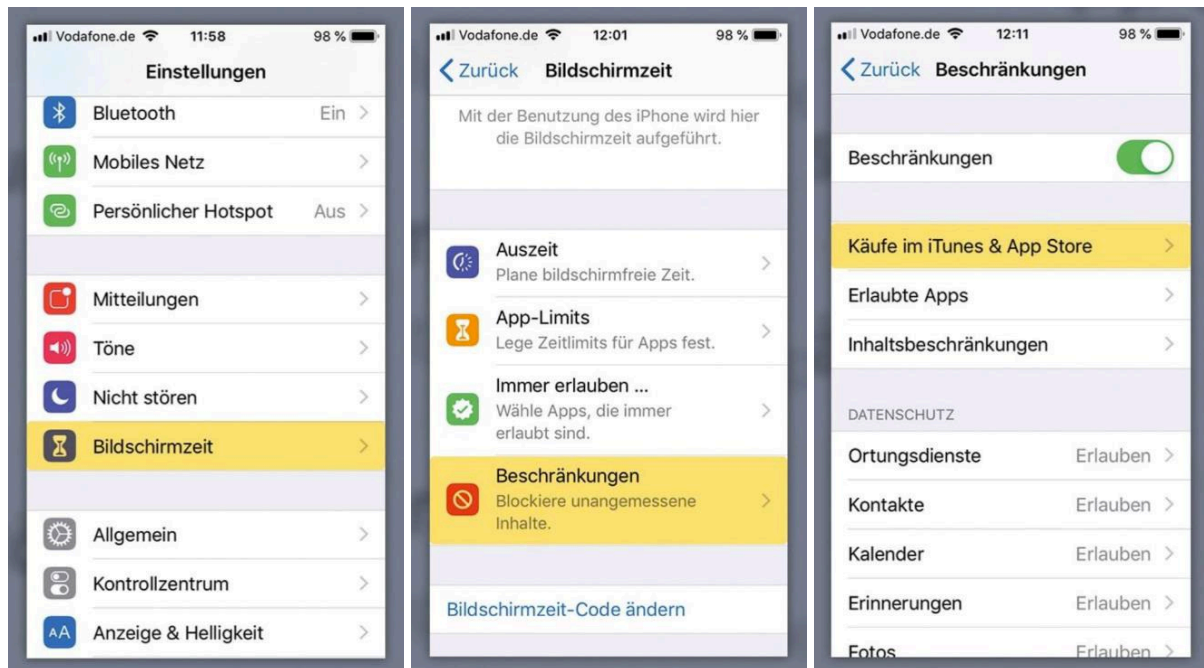 Vodafone.de 11:58 98 %
Einstellungen
Bluetooth Ein
Mobiles Netz
Persönlicher Hotspot Aus
Mitteilungen
Töne
Nicht stören
Bildschirmzeit
Allgemein
Kontrollzentrum
AA Anzeige & Helligkeit
Vodafone.de 12:01 98 %
Zurück Bildschirmzeit
Mit der Benutzung des iPhone wird hier
die Bildschirmzeit aufgeführt.
Auszeit
Plane bildschirmfreie Zeit.
App-Limits
Lege Zeitlimits für Apps fest.
Immer erlauben ...
Wähle Apps, die immer
erlaubt sind.
Beschränkungen
Blockiere unangemessene
Inhalte.
Bildschirmzeit-Code ändern
Vodafone.de 12:11 98 %
Zurück Beschränkungen
Beschränkungen
Käufe im iTunes & App Store
Erlaubte Apps
Inhaltsbeschränkungen
DATENSCHUTZ
Ortungsdienste Erlauben
Kontakte Erlauben
Kalender Erlauben
Erinnerungen Erlauben
Fotos Erlauben